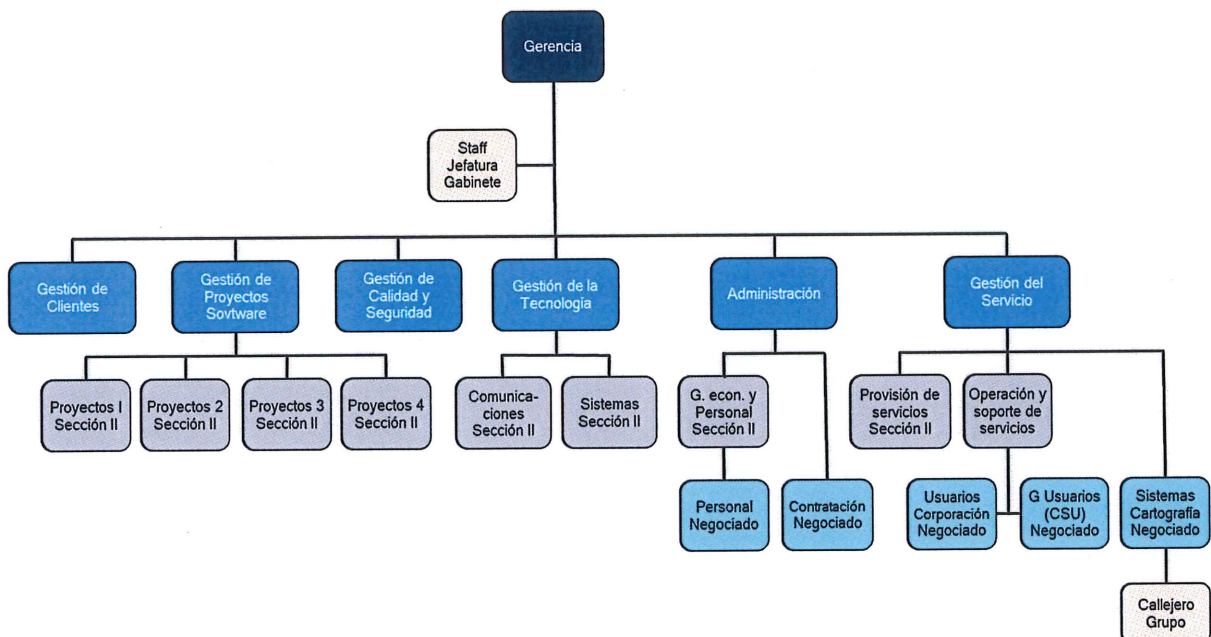 Gerencia
Staff
Jefatura
Gabinete
Gestión de
Clientes
Gestión de
Proyectos
Sovtware
Gestión de
Calidad y
Seguridad
Gestión de la
Tecnología
Administración
Gestión del
Servicio
Proyectos I
Sección II
Proyectos 2
Sección II
Proyectos 3
Sección II
Proyectos 4
Sección II
Comunica-
ciones
Sección II
Sistemas
Sección II
G. econ. y
Personal
Sección II
Provisión de
servicios
Sección II
Operación y
soporte de
servicios
Personal
Negociado
Contratación
Negociado
Usuarios
Corporación
Negociado
G Usuarios
(CSU)
Negociado
Sistemas
Cartografía
Negociado
Callejero
Grupo